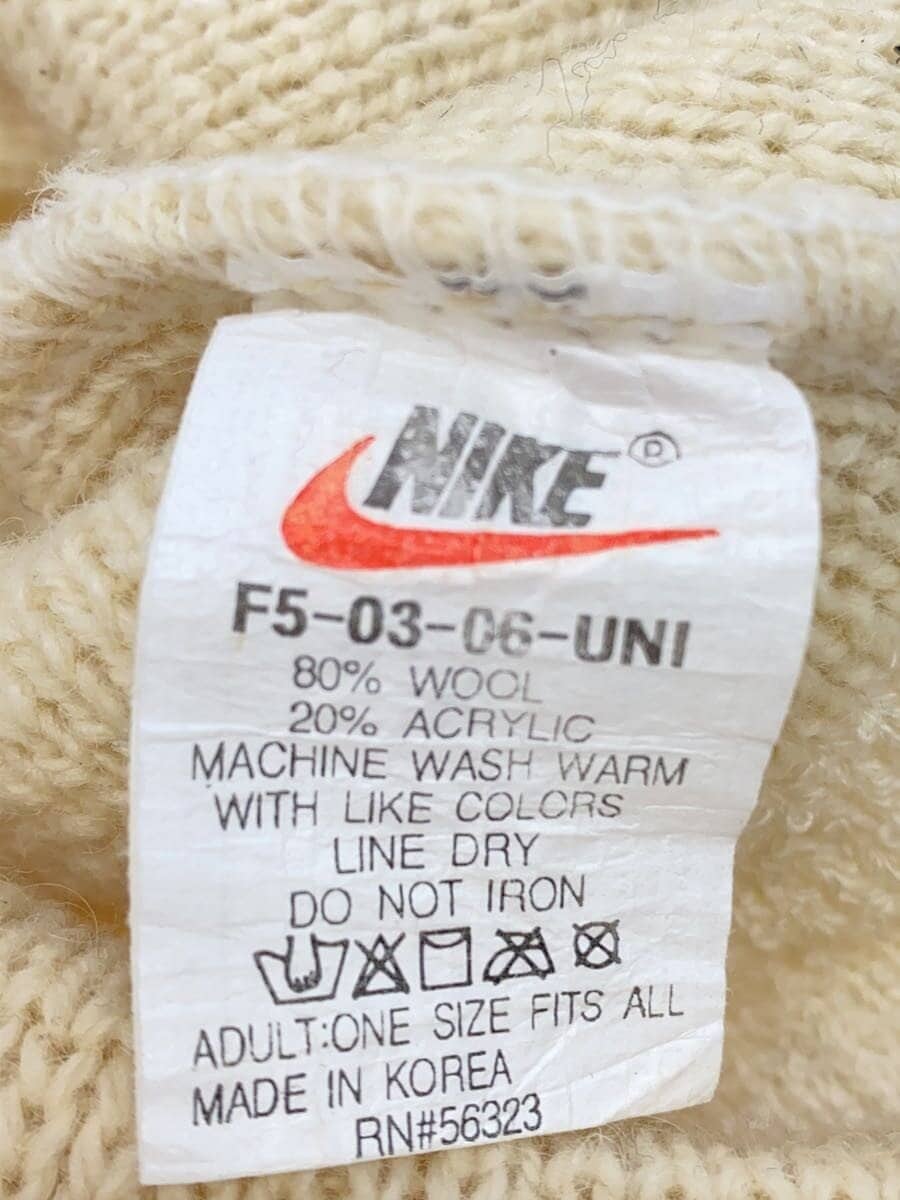 NIKE®
F5-03-06-UNI
80% WOOL
20% ACRYLIC
MACHINE WASH WARM
WITH LIKE COLORS
LINE DRY
DO NOT IRON
ADULT:ONE SIZE FITS ALL
MADE IN KOREA
RN#56323